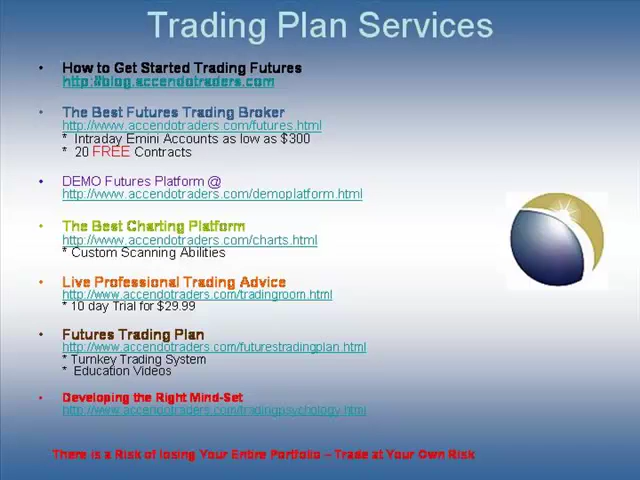 Trading Plan Services
• How to Get Started Trading Futures
http://blog.accendotraders.com
• The Best Futures Trading Broker
http://www.accendotraders.com/futures.html
* Intraday Emini Accounts as low as $300
* 20 FREE Contracts
• DEMO Futures Platform @
http://www.accendotraders.com/demoplatform.html
• The Best Charting Platform
http://www.accendotraders.com/charts.html
* Custom Scanning Abilities
• Live Professional Trading Advice
http://www.accendotraders.com/tradingroom.html
* 10 day Trial for $29.99
• Futures Trading Plan
http://www.accendotraders.com/futurestradingplan.html
* Turnkey Trading System
* Education Videos
• Developing the Right Mind-Set
http://www.accendotraders.com/tradingpsychology.html
There is a Risk of losing Your Entire Portfolio – Trade at Your Own Risk